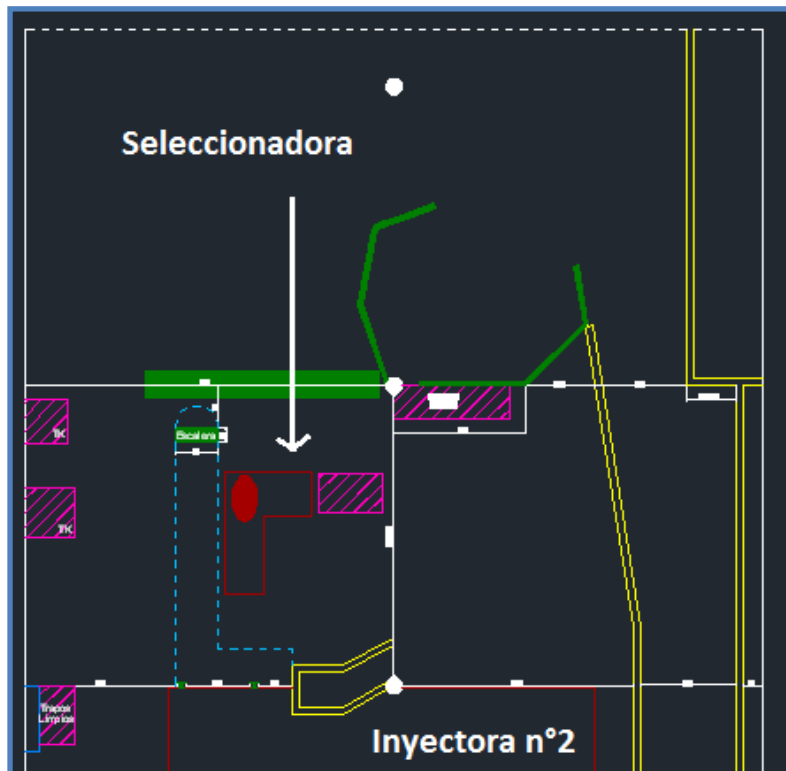 Seleccionadora
Escalera
TK
TK
Trapos
Limpios
Inyectora n°2